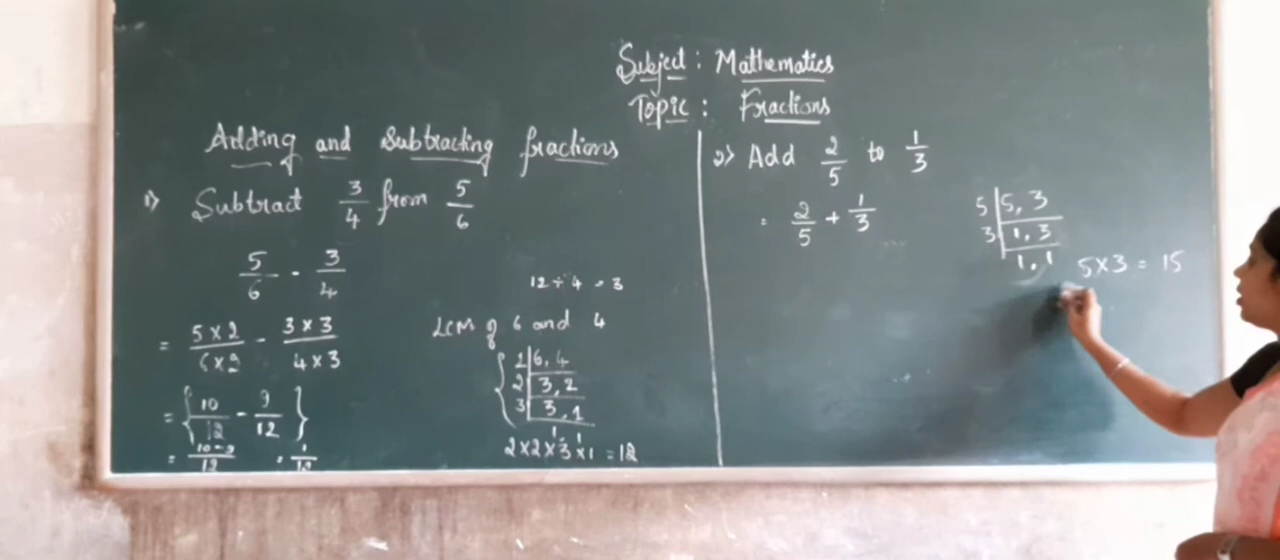 Subject : Mathematics
Topic : Fractions
Adding and Subtracting fractions
1) Subtract 3/4 from 5/6
5/6 - 3/4
= 5 x 2 / 6 x 2 - 3 x 3 / 4 x 3
= { 10/12 - 9/12 }
= 10-9/12 = 1/12
12 ÷ 4 = 3
LCM of 6 and 4
2 | 6, 4
2 | 3, 2
3 | 3, 1
1, 1
2 x 2 x 3 x 1 = 12
2) Add 2/5 to 1/3
= 2/5 + 1/3
5 | 5, 3
3 | 1, 3
1, 1
5 x 3 = 15